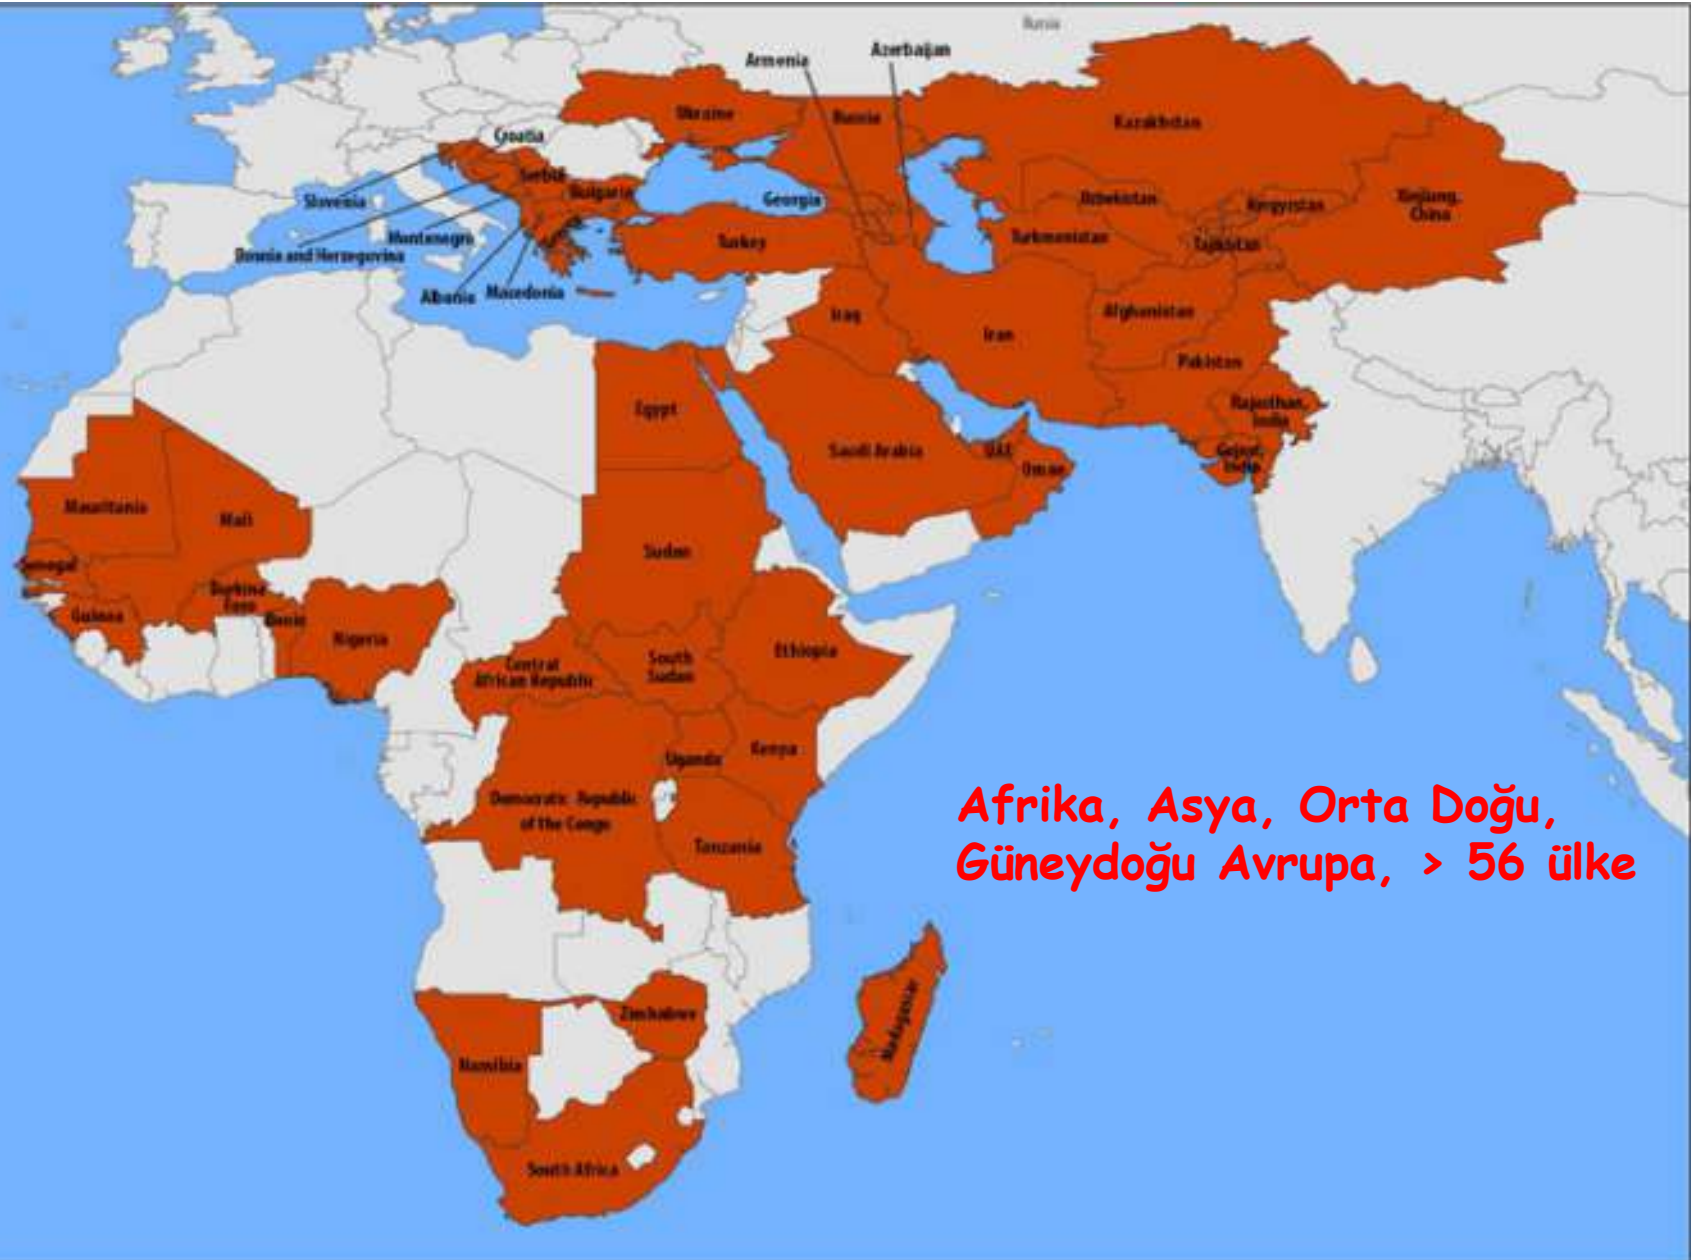 Russia
Azerbaijan
Armenia
Ukraine
Russia
Kazakhstan
Croatia
Serbia
Bulgaria
Slovenia
Georgia
Uzbekistan
Kyrgyzstan
Xinjiang,
China
Bosnia and Herzegovina
Montenegro
Turkey
Turkmenistan
Tajikistan
Albania
Macedonia
Iraq
Iran
Afghanistan
Pakistan
Egypt
Rajasthan,
India
Saudi Arabia
UAE
Oman
Gujrat,
India
Mauritania
Mali
Senegal
Sudan
Burkina
Faso
Guinea
Benin
Nigeria
Central
African Republic
South
Sudan
Ethiopia
Uganda
Kenya
Democratic Republic
of the Congo
Tanzania
Afrika, Asya, Orta Doğu,
Güneydoğu Avrupa, > 56 ülke
Madagascar
Zimbabwe
Namibia
South Africa